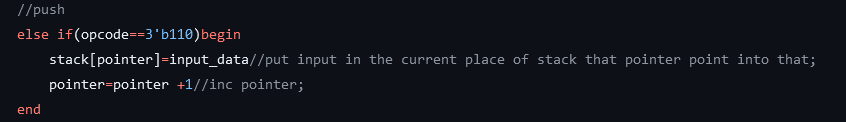 //push
else if(opcode==3'b110)begin
stack[pointer]=input_data//put input in the current place of stack that pointer point into that;
pointer=pointer +1//inc pointer;
end